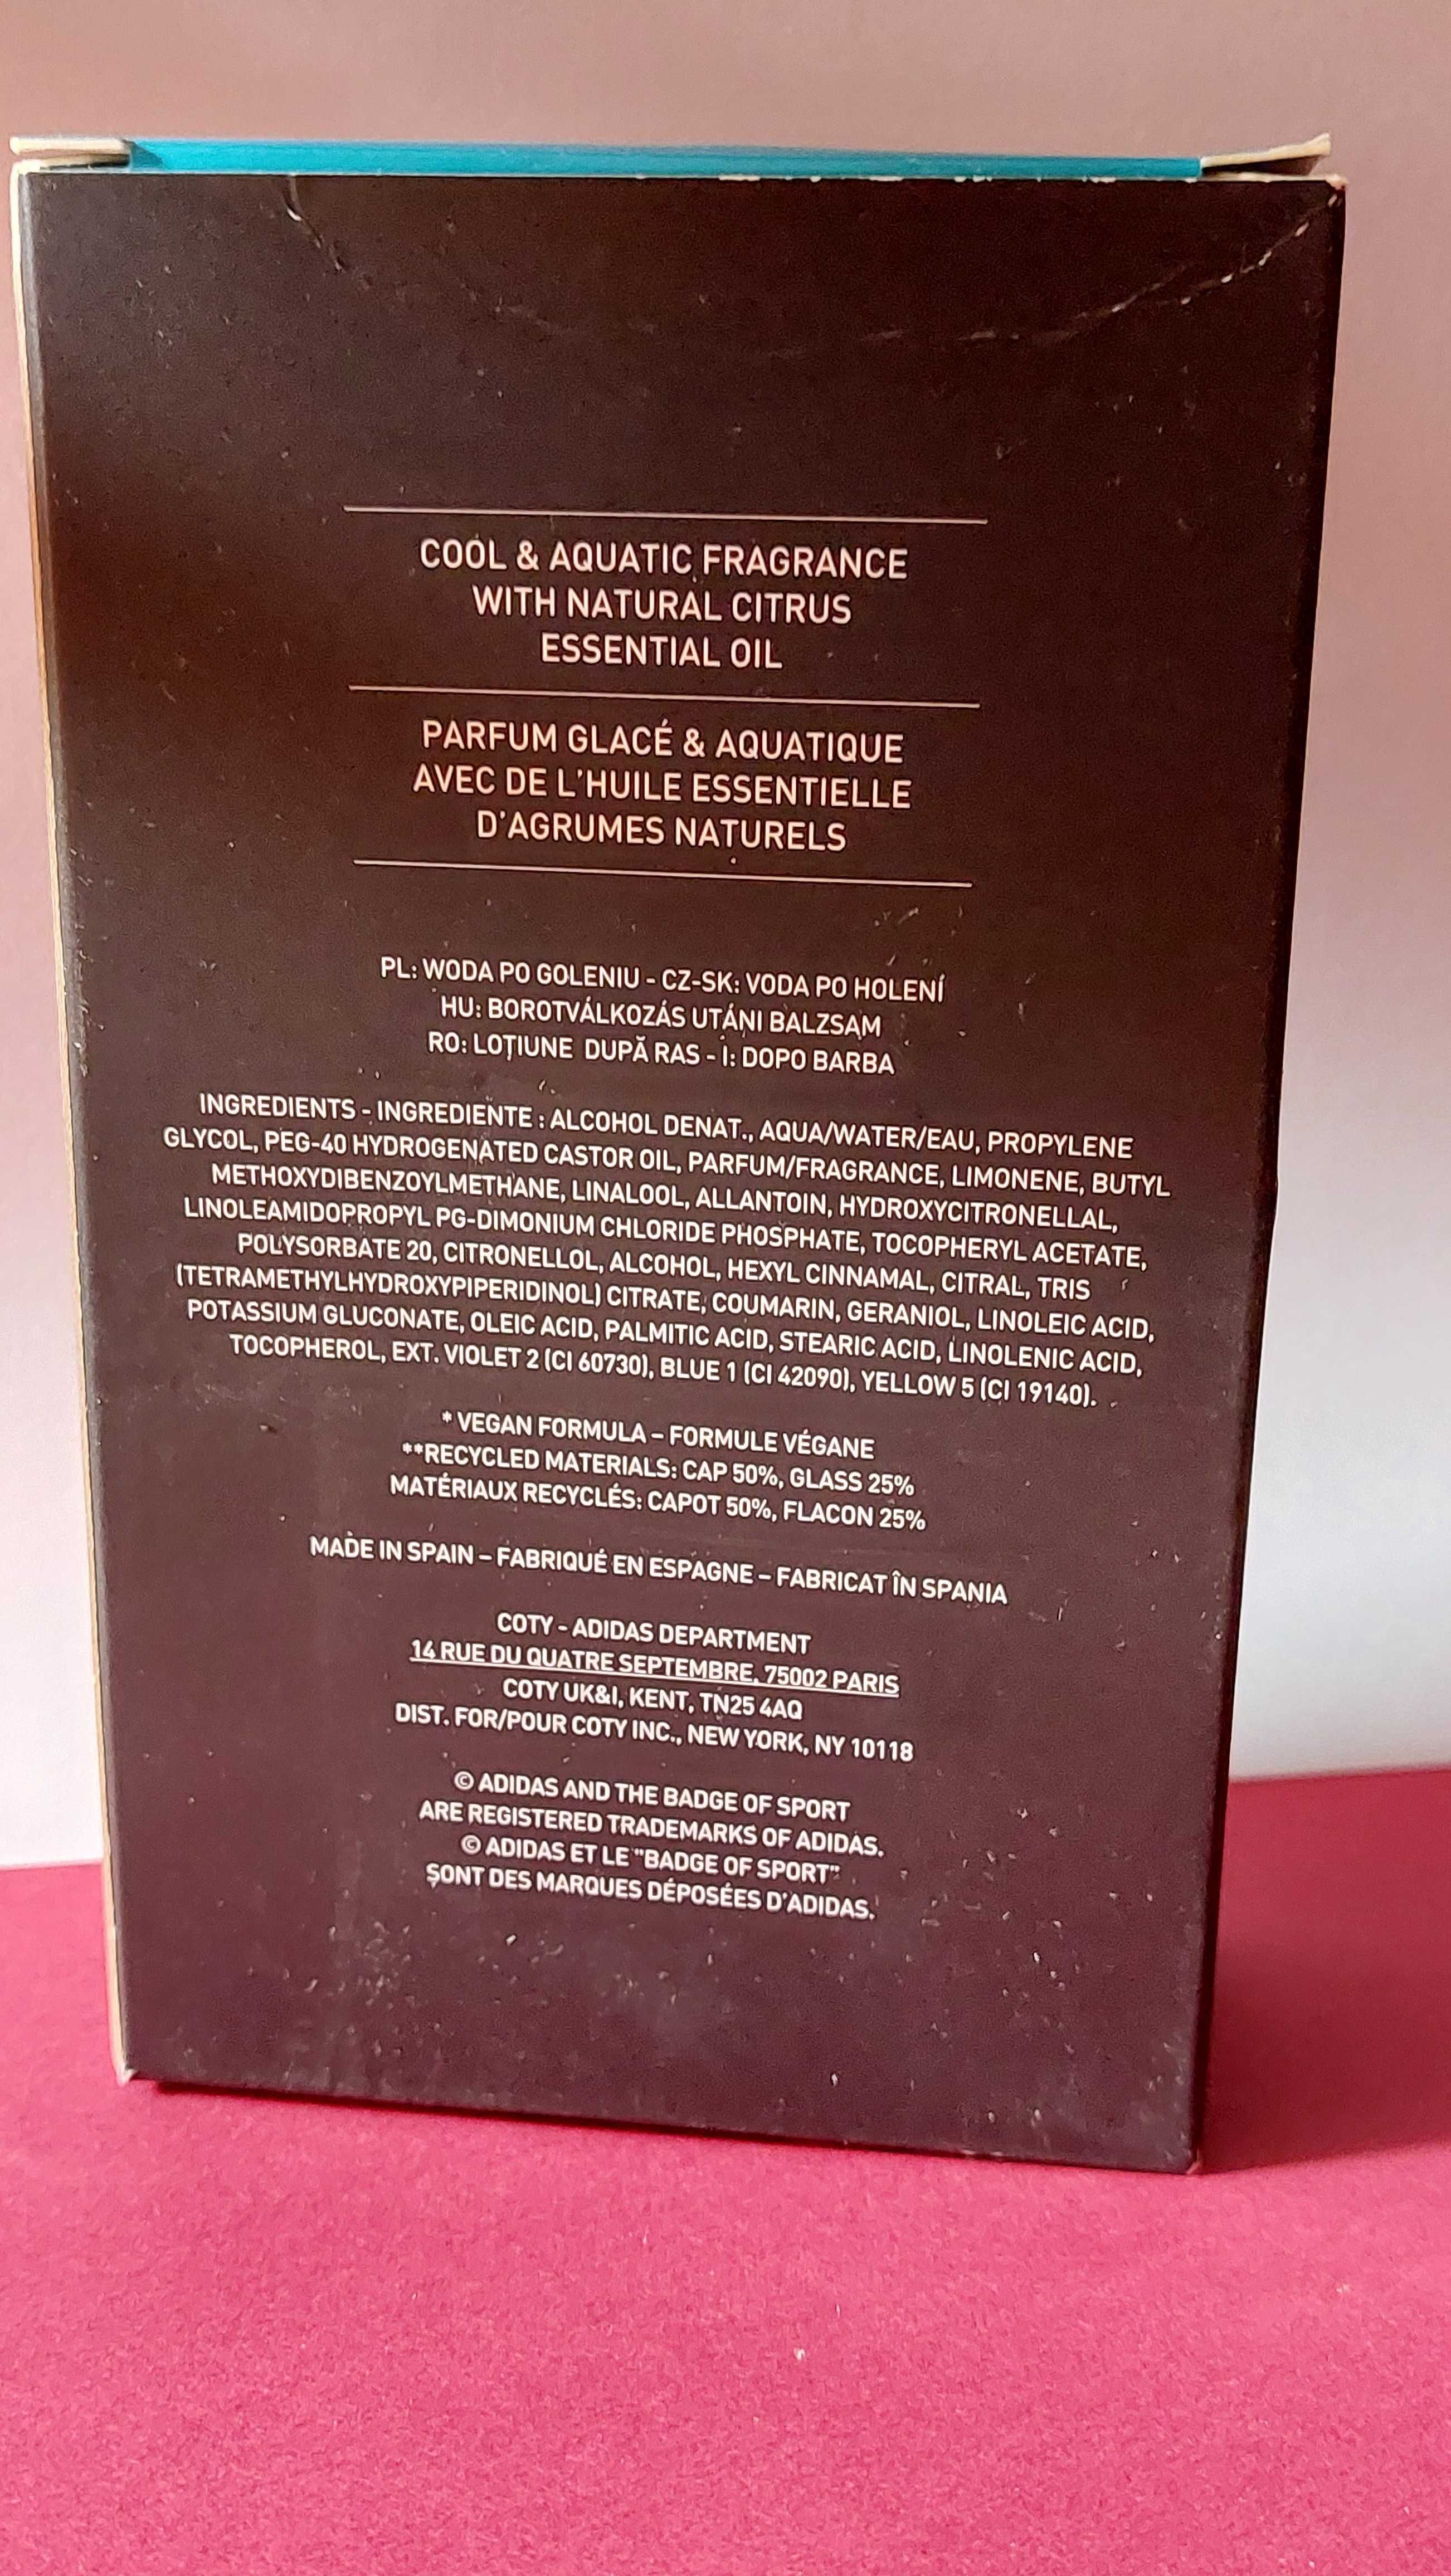 COOL & AQUATIC FRAGRANCE
WITH NATURAL CITRUS
ESSENTIAL OIL
PARFUM GLACÉ & AQUATIQUE
AVEC DE L'HUILE ESSENTIELLE
D'AGRUMES NATURELS
PL: WODA PO GOLENIU - CZ-SK: VODA PO HOLENÍ
HU: BOROTVÁLKOZÁS UTÁNI BALZSAM
RO: LOȚIUNE DUPĂ RAS - I: DOPO BARBA
INGREDIENTS - INGREDIENTE : ALCOHOL DENAT., AQUA/WATER/EAU, PROPYLENE
GLYCOL, PEG-40 HYDROGENATED CASTOR OIL, PARFUM/FRAGRANCE, LIMONENE, BUTYL
METHOXYDIBENZOYLMETHANE, LINALOOL, ALLANTOIN, HYDROXYCITRONELLAL,
LINOLEAMIDOPROPYL PG-DIMONIUM CHLORIDE PHOSPHATE, TOCOPHERYL ACETATE,
POLYSORBATE 20, CITRONELLOL, ALCOHOL, HEXYL CINNAMAL, CITRAL, TRIS
(TETRAMETHYLHYDROXYPIPERIDINOL) CITRATE, COUMARIN, GERANIOL, LINOLEIC ACID,
POTASSIUM GLUCONATE, OLEIC ACID, PALMITIC ACID, STEARIC ACID, LINOLENIC ACID,
TOCOPHEROL, EXT. VIOLET 2 (CI 60730), BLUE 1 (CI 42090), YELLOW 5 (CI 19140).
* VEGAN FORMULA – FORMULE VÉGANE
**RECYCLED MATERIALS: CAP 50%, GLASS 25%
MATÉRIAUX RECYCLÉS: CAPOT 50%, FLACON 25%
MADE IN SPAIN – FABRIQUÉ EN ESPAGNE – FABRICAT ÎN SPANIA
COTY - ADIDAS DEPARTMENT
14 RUE DU QUATRE SEPTEMBRE, 75002 PARIS
COTY UK&I, KENT, TN25 4AQ
DIST. FOR/POUR COTY INC., NEW YORK, NY 10118
© ADIDAS AND THE BADGE OF SPORT
ARE REGISTERED TRADEMARKS OF ADIDAS.
© ADIDAS ET LE "BADGE OF SPORT"
SONT DES MARQUES DÉPOSÉES D'ADIDAS.